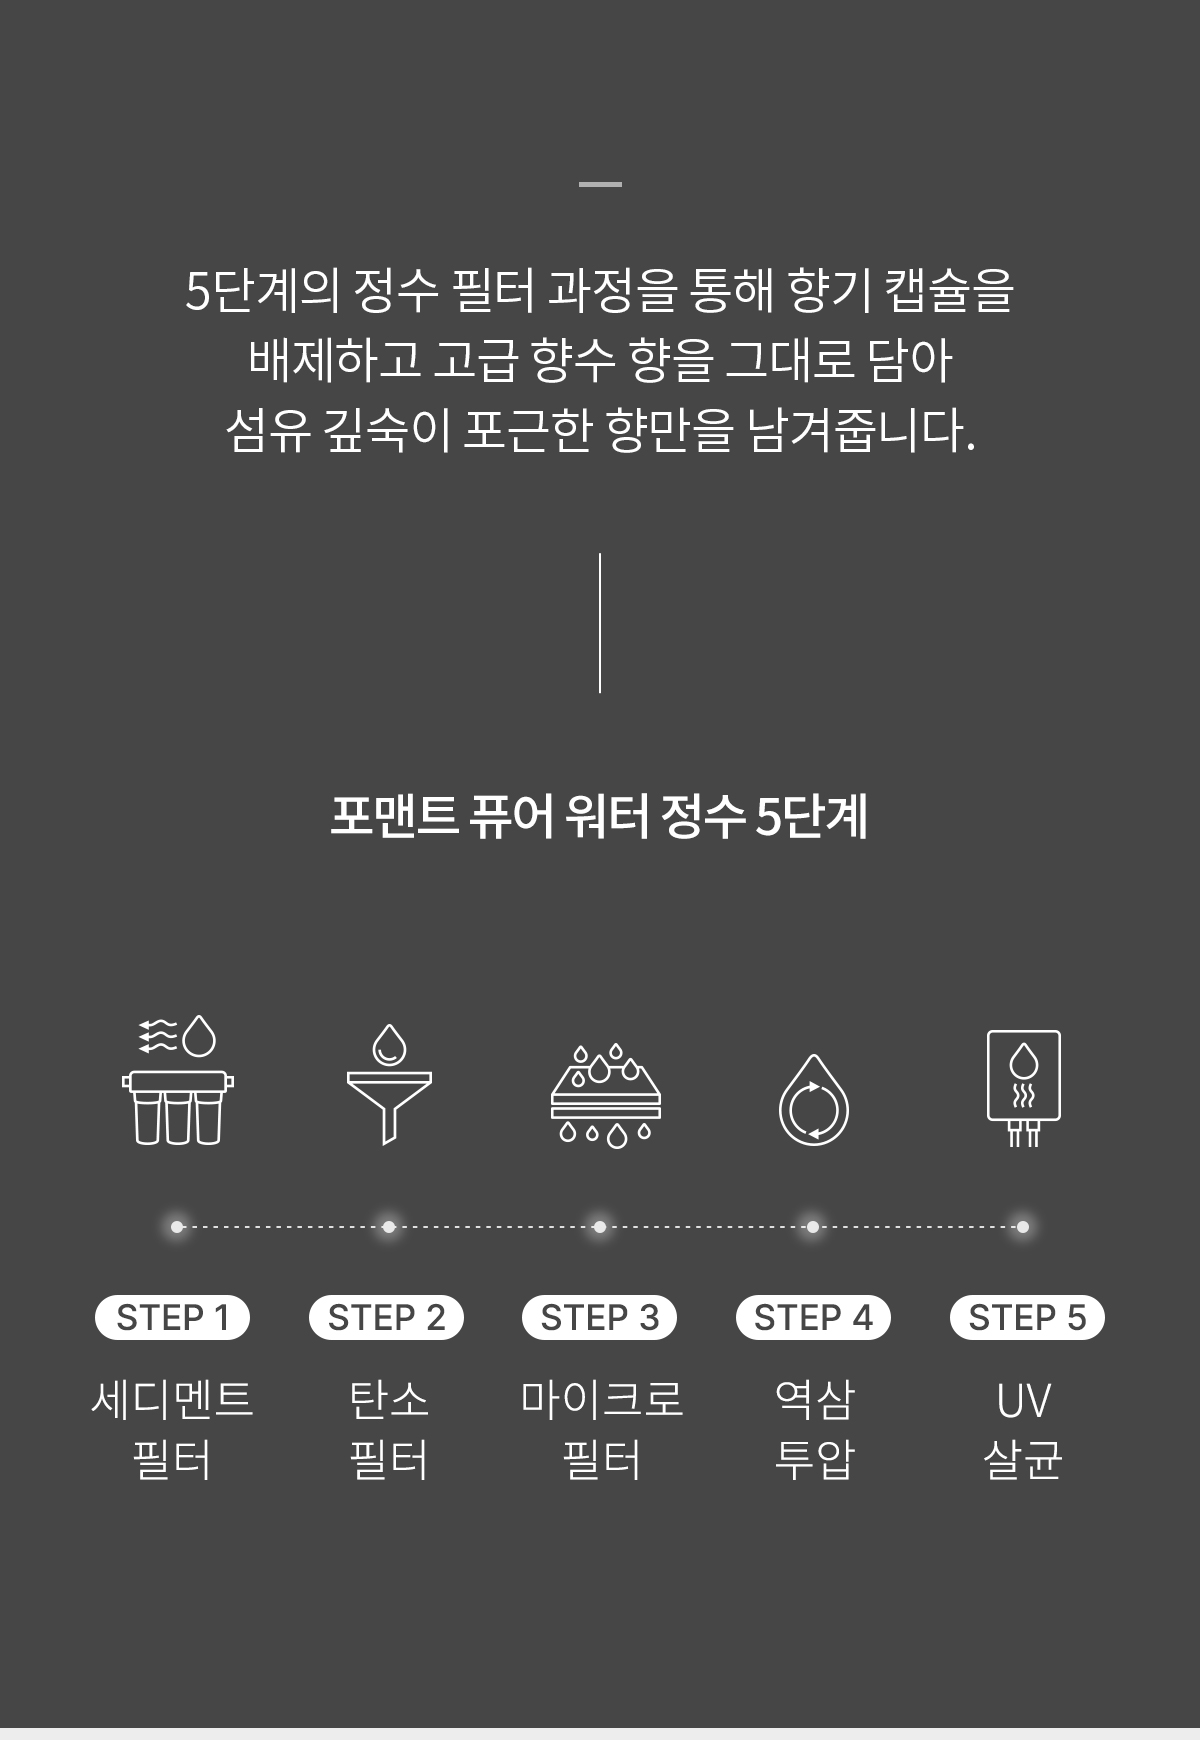 5단계의 정수 필터 과정을 통해 향기 캡슐을
배제하고 고급 향수 향을 그대로 담아
섬유 깊숙이 포근한 향만을 남겨줍니다.
포맨트 퓨어 워터 정수 5단계
STEP 1 STEP 2 STEP 3 STEP 4 STEP 5
세디멘트 탄소 마이크로 역삼 UV
필터 필터 필터 투압 살균